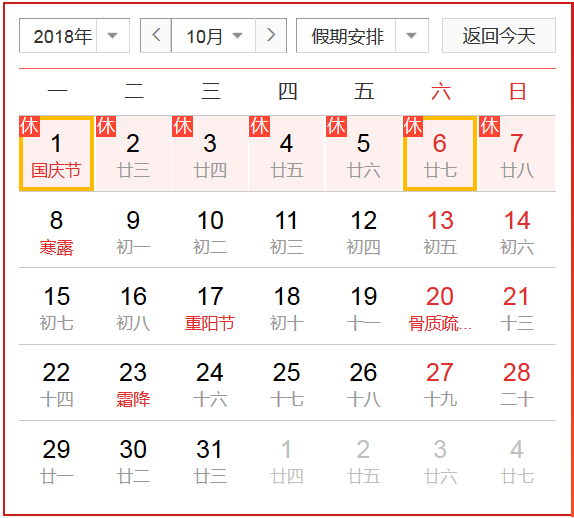 2018年 10月 假期安排 返回今天
一 二 三 四 五 六 日
休 休 休 休 休 休 休
1 2 3 4 5 6 7
国庆节 廿三 廿四 廿五 廿六 廿七 廿八
8 9 10 11 12 13 14
寒露 初一 初二 初三 初四 初五 初六
15 16 17 18 19 20 21
初七 初八 重阳节 初十 十一 骨质疏... 十三
22 23 24 25 26 27 28
十四 霜降 十六 十七 十八 十九 二十
29 30 31 1 2 3 4
廿一 廿二 廿三 廿四 廿五 廿六 廿七